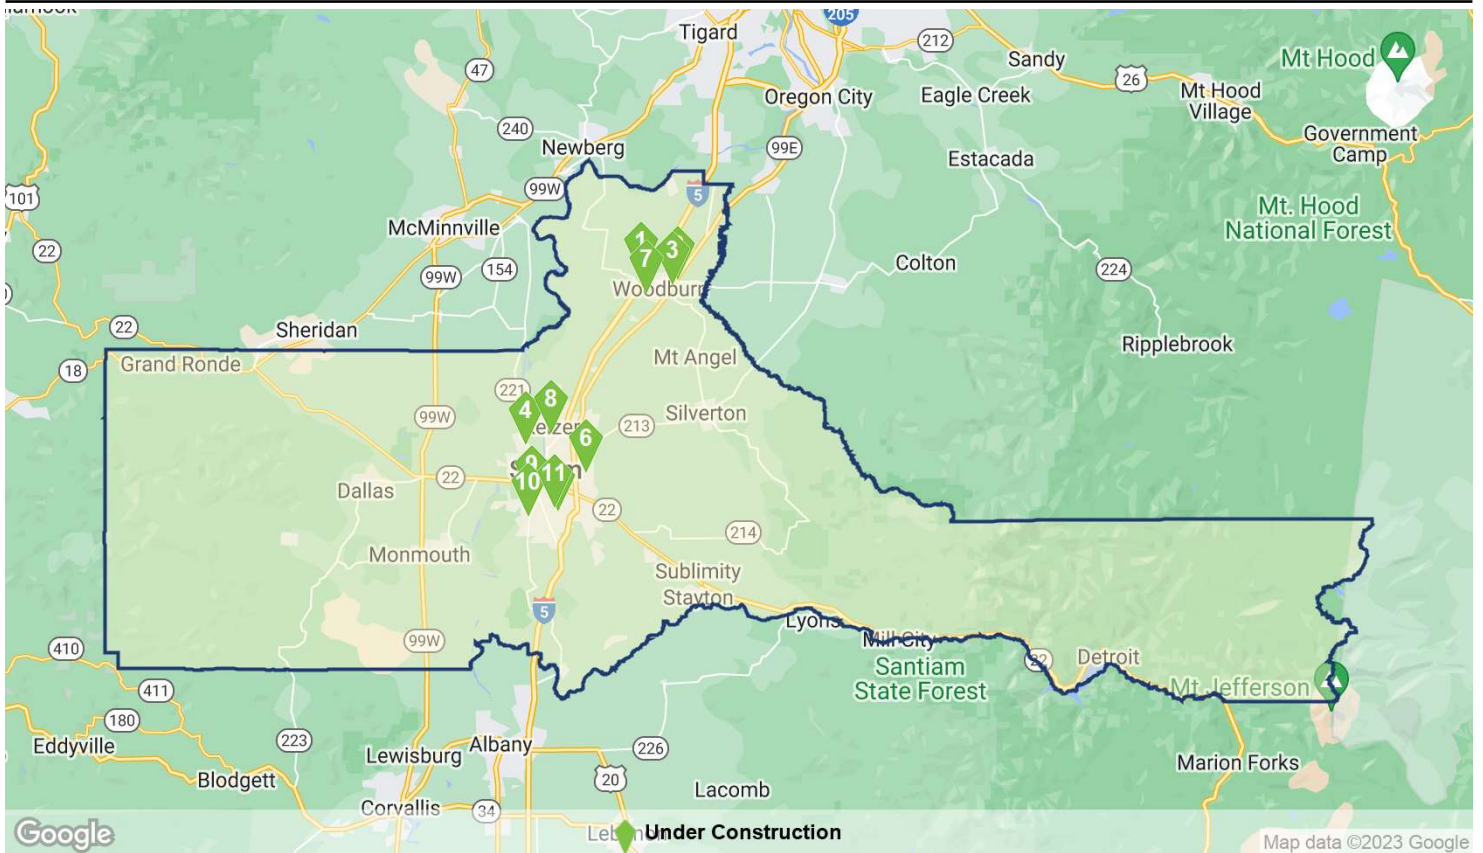 205
Tigard
212
Sandy
47
Mt Hood
26
Oregon City
Eagle Creek
Mt Hood
Village
240
Government
Camp
Newberg
99E
Estacada
99W
5
101
Mt. Hood
National Forest
McMinnville
1
3
7
22
154
Colton
224
99W
Woodburn
22
Sheridan
Ripplebrook
Grand Ronde
Mt Angel
18
221
8
4
99W
Silverton
Keizer
213
6
9
11
10
22
Dallas
22
214
Monmouth
Sublimity
Stayton
5
Lyons
99W
Mill City
410
22
Detroit
Santiam
State Forest
Mt Jefferson
411
180
223
Eddyville
Lewisburg
Albany
226
Marion Forks
Blodgett
20
Lacomb
Corvallis
34
Google
Under Construction
Map data ©2023 Google